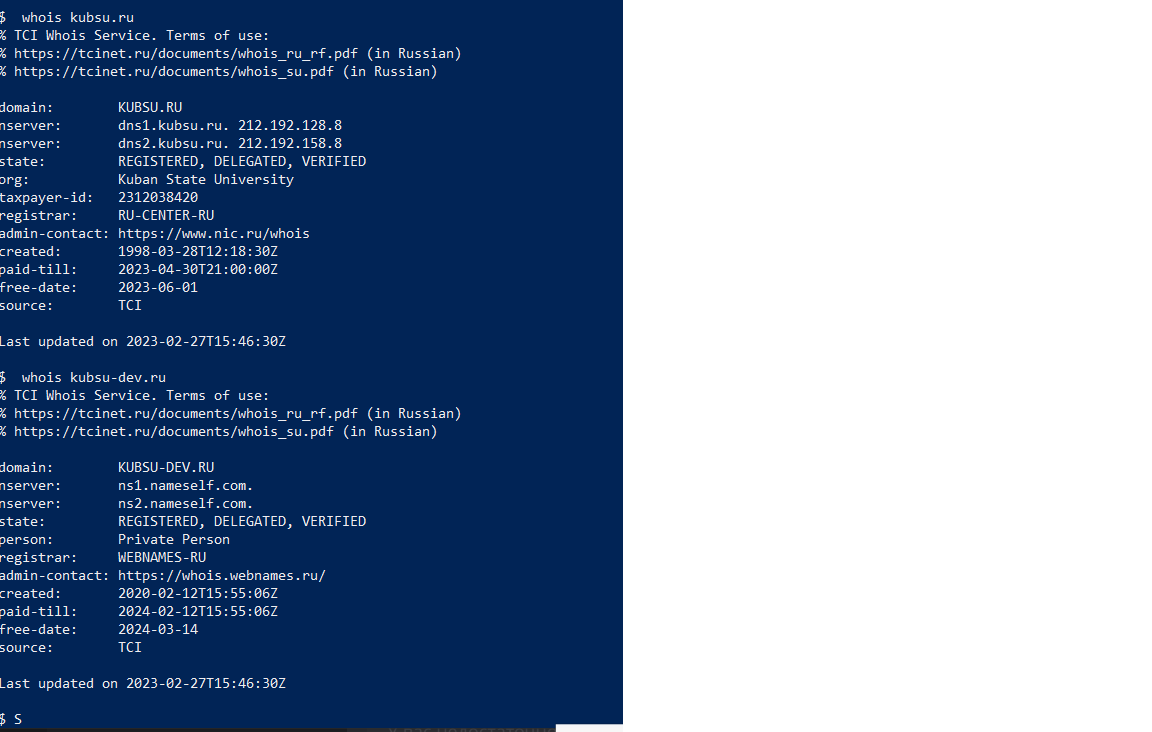 $  whois kubsu.ru
% TCI Whois Service. Terms of use:
% https://tcinet.ru/documents/whois_ru_rf.pdf (in Russian)
% https://tcinet.ru/documents/whois_su.pdf (in Russian)
domain:        KUBSU.RU
nserver:       dns1.kubsu.ru. 212.192.128.8
nserver:       dns2.kubsu.ru. 212.192.158.8
state:         REGISTERED, DELEGATED, VERIFIED
org:           Kuban State University
taxpayer-id:   2312038420
registrar:     RU-CENTER-RU
admin-contact: https://www.nic.ru/whois
created:       1998-03-28T12:18:30Z
paid-till:     2023-04-30T21:00:00Z
free-date:     2023-06-01
source:        TCI
Last updated on 2023-02-27T15:46:30Z
$  whois kubsu-dev.ru
% TCI Whois Service. Terms of use:
% https://tcinet.ru/documents/whois_ru_rf.pdf (in Russian)
% https://tcinet.ru/documents/whois_su.pdf (in Russian)
domain:        KUBSU-DEV.RU
nserver:       ns1.nameself.com.
nserver:       ns2.nameself.com.
state:         REGISTERED, DELEGATED, VERIFIED
person:        Private Person
registrar:     WEBNAMES-RU
admin-contact: https://whois.webnames.ru/
created:       2020-02-12T15:55:06Z
paid-till:     2024-02-12T15:55:06Z
free-date:     2024-03-14
source:        TCI
Last updated on 2023-02-27T15:46:30Z
$ S